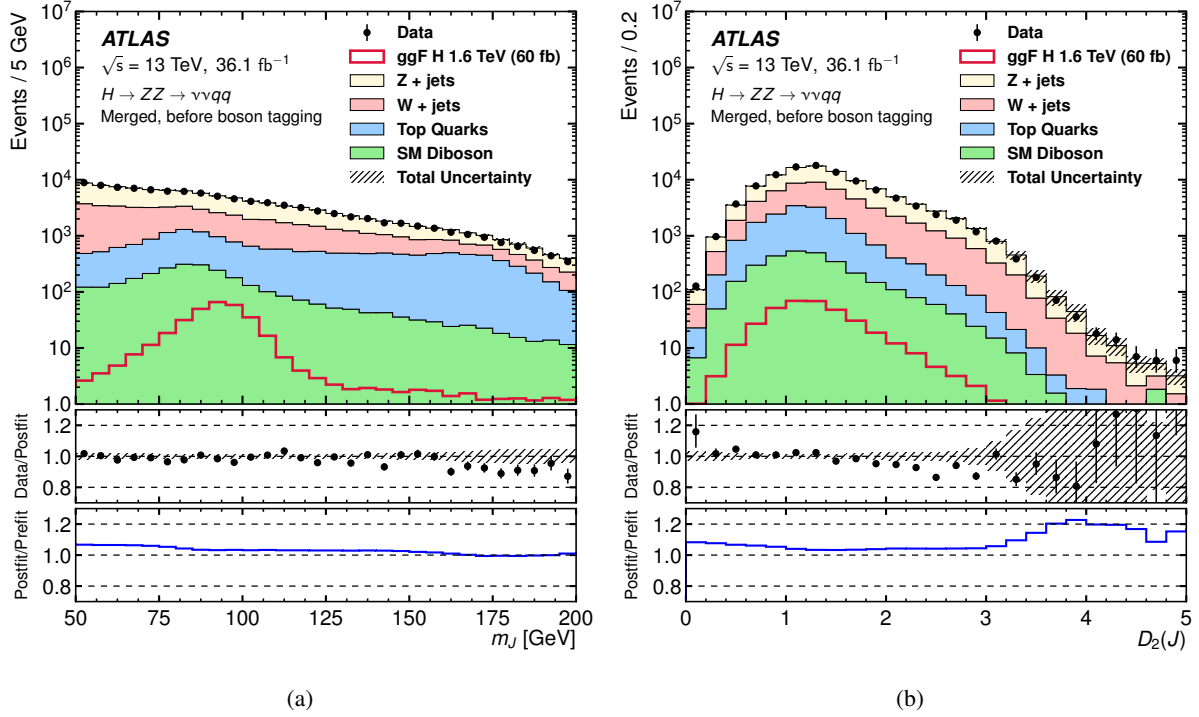 Events / 5 GeV
10⁷
10⁶
10⁵
10⁴
10³
10²
10
1.0
ATLAS
√s = 13 TeV, 36.1 fb⁻¹
H → ZZ → ννqq
Merged, before boson tagging
Data
ggF H 1.6 TeV (60 fb)
Z + jets
W + jets
Top Quarks
SM Diboson
Total Uncertainty
Data/Postfit
1.2
1.0
0.8
Postfit/Prefit
1.2
1.0
0.8
50 75 100 125 150 175 200
m_J [GeV]
(a)
Events / 0.2
10⁷
10⁶
10⁵
10⁴
10³
10²
10
1.0
ATLAS
√s = 13 TeV, 36.1 fb⁻¹
H → ZZ → ννqq
Merged, before boson tagging
Data
ggF H 1.6 TeV (60 fb)
Z + jets
W + jets
Top Quarks
SM Diboson
Total Uncertainty
Data/Postfit
1.2
1.0
0.8
Postfit/Prefit
1.2
1.0
0.8
0 1 2 3 4 5
D₂(J)
(b)